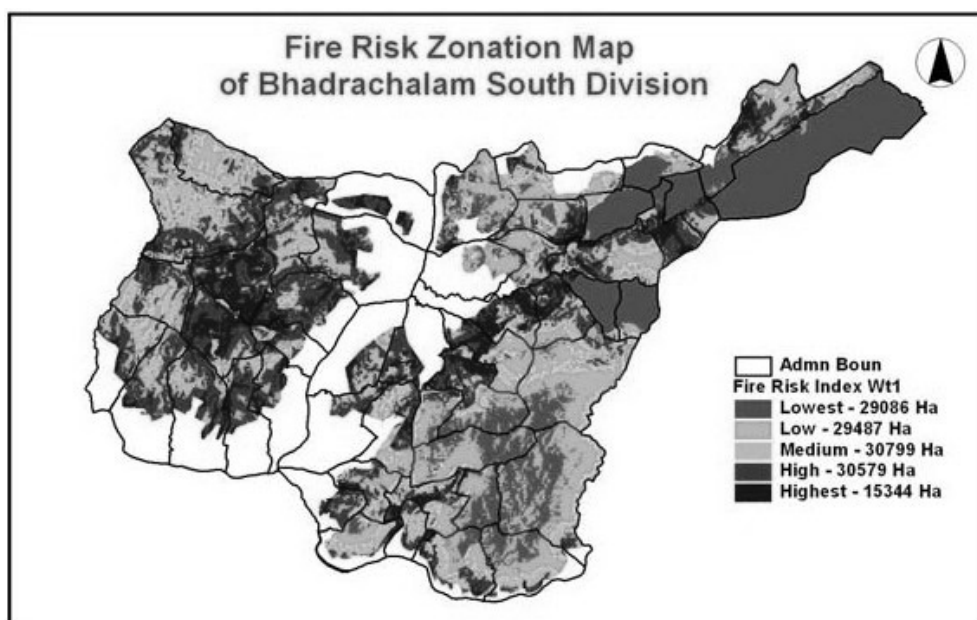 Fire Risk Zonation Map
of Bhadrachalam South Division
Admn Boun
Fire Risk Index Wt1
Lowest - 29086 Ha
Low - 29487 Ha
Medium - 30799 Ha
High - 30579 Ha
Highest - 15344 Ha